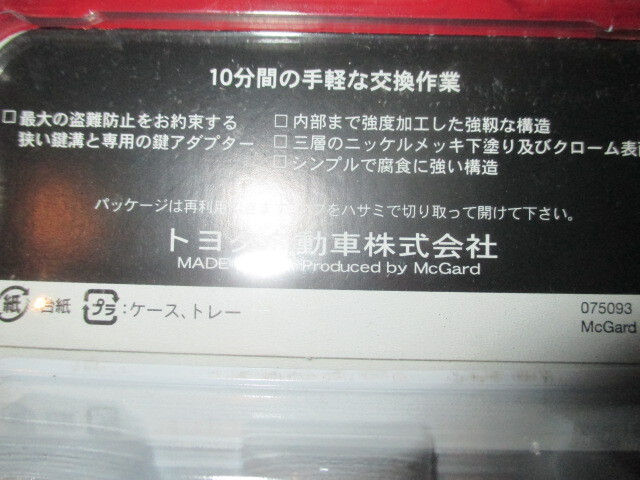 10分間の手軽な交換作業
□最大の盗難防止をお約束する
狭い鍵溝と専用の鍵アダプター
□内部まで強度加工した強靱な構造
□三層のニッケルメッキ下塗り及びクローム表面
□シンプルで腐食に強い構造
パッケージは再利用 をハサミで切り取って開けて下さい。
トヨタ自動車株式会社
MADE Produced by McGard
紙:台紙 プラ:ケース、トレー
075093
McGard